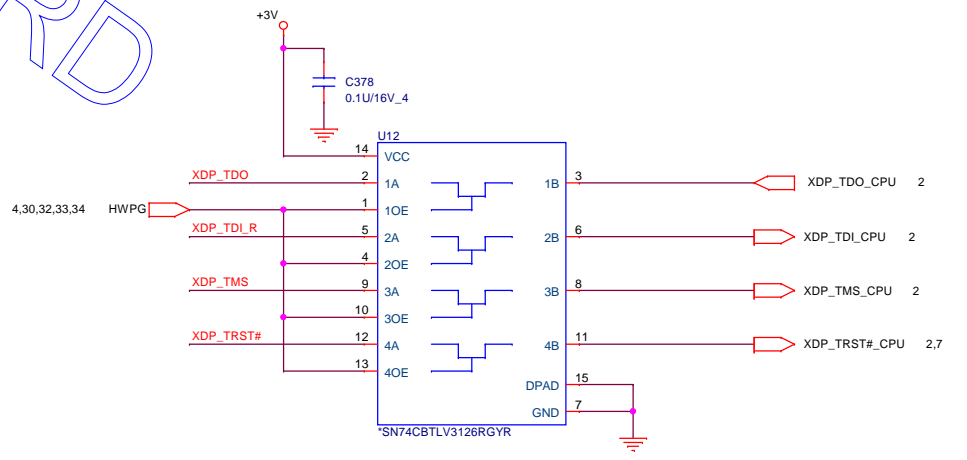 +3V
C378
0.1U/16V_4
U12
14 VCC
XDP_TDO 2 1A 1B 3 XDP_TDO_CPU 2
4,30,32,33,34 HWPG 1 1OE
XDP_TDI_R 5 2A 2B 6 XDP_TDI_CPU 2
4 2OE
XDP_TMS 9 3A 3B 8 XDP_TMS_CPU 2
10 3OE
XDP_TRST# 12 4A 4B 11 XDP_TRST#_CPU 2,7
13 4OE
DPAD 15
GND 7
*SN74CBTLV3126RGYR